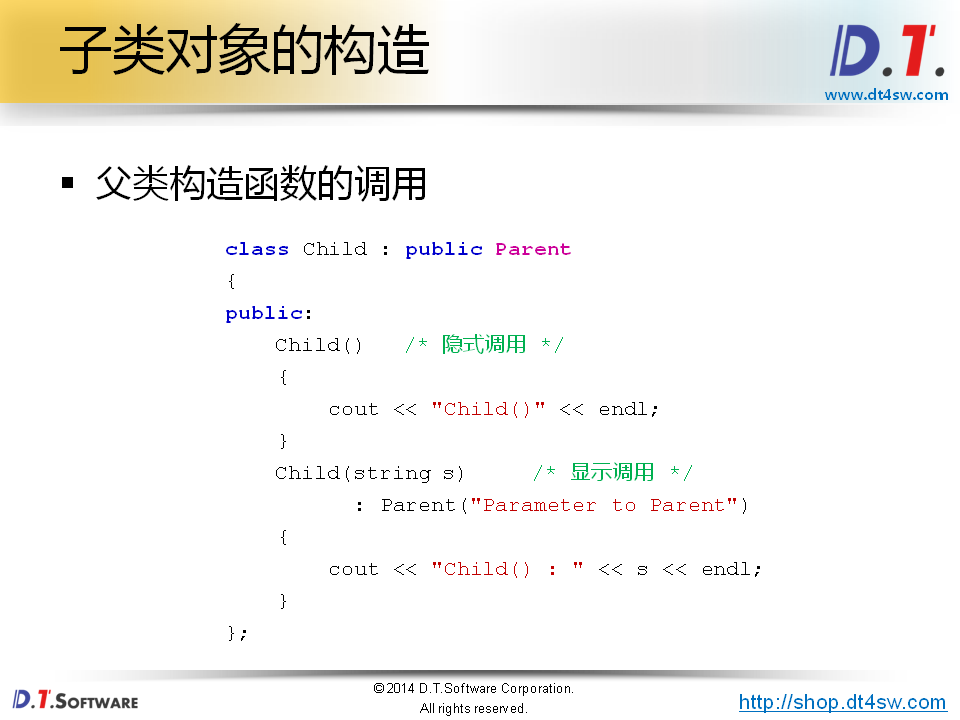 子类对象的构造
D.T.
www.dt4sw.com
▪ 父类构造函数的调用
class Child : public Parent
{
public:
    Child()   /* 隐式调用 */
    {
        cout << "Child()" << endl;
    }
    Child(string s)     /* 显示调用 */
          : Parent("Parameter to Parent")
    {
        cout << "Child() : " << s << endl;
    }
};
D.T.SOFTWARE
©2014 D.T.Software Corporation.
All rights reserved.
http://shop.dt4sw.com